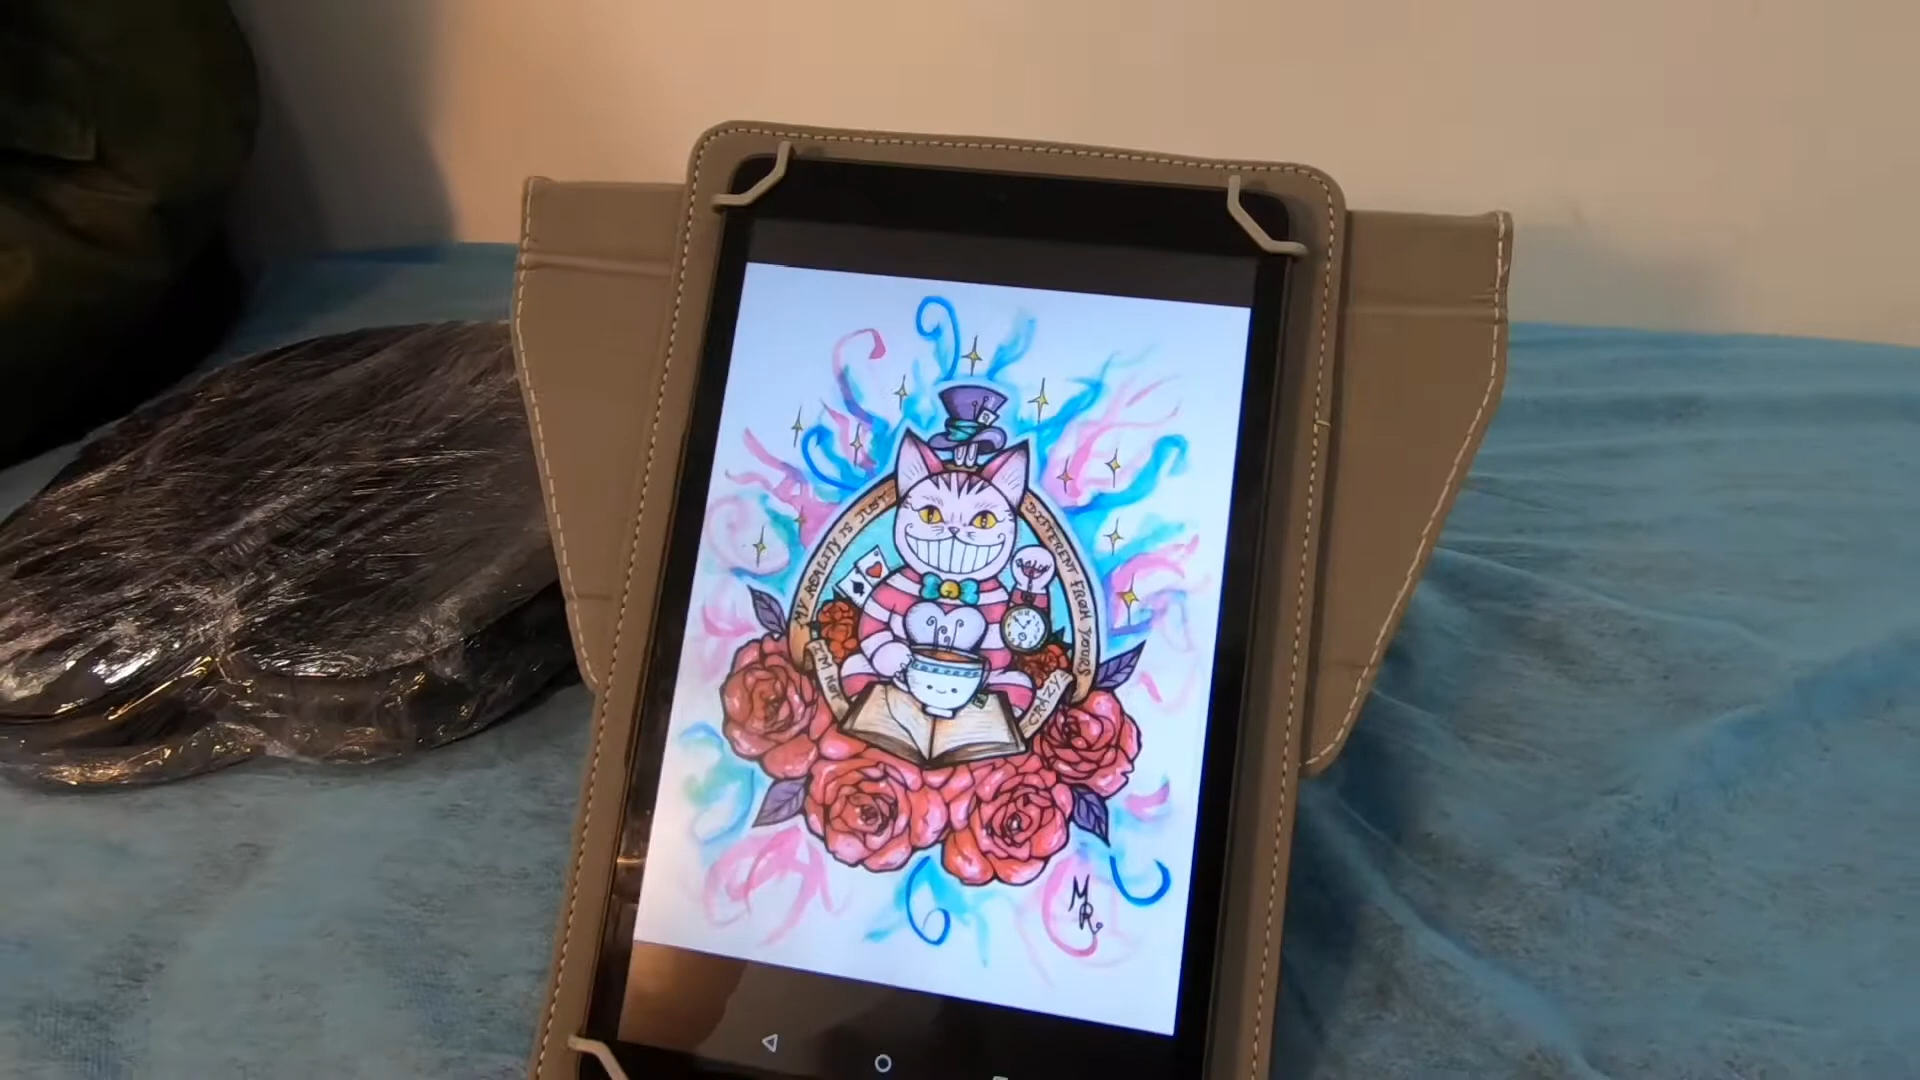 MY REALITY IS JUST
DIFFERENT FROM YOURS
I'M NOT
CRAZY
MR.